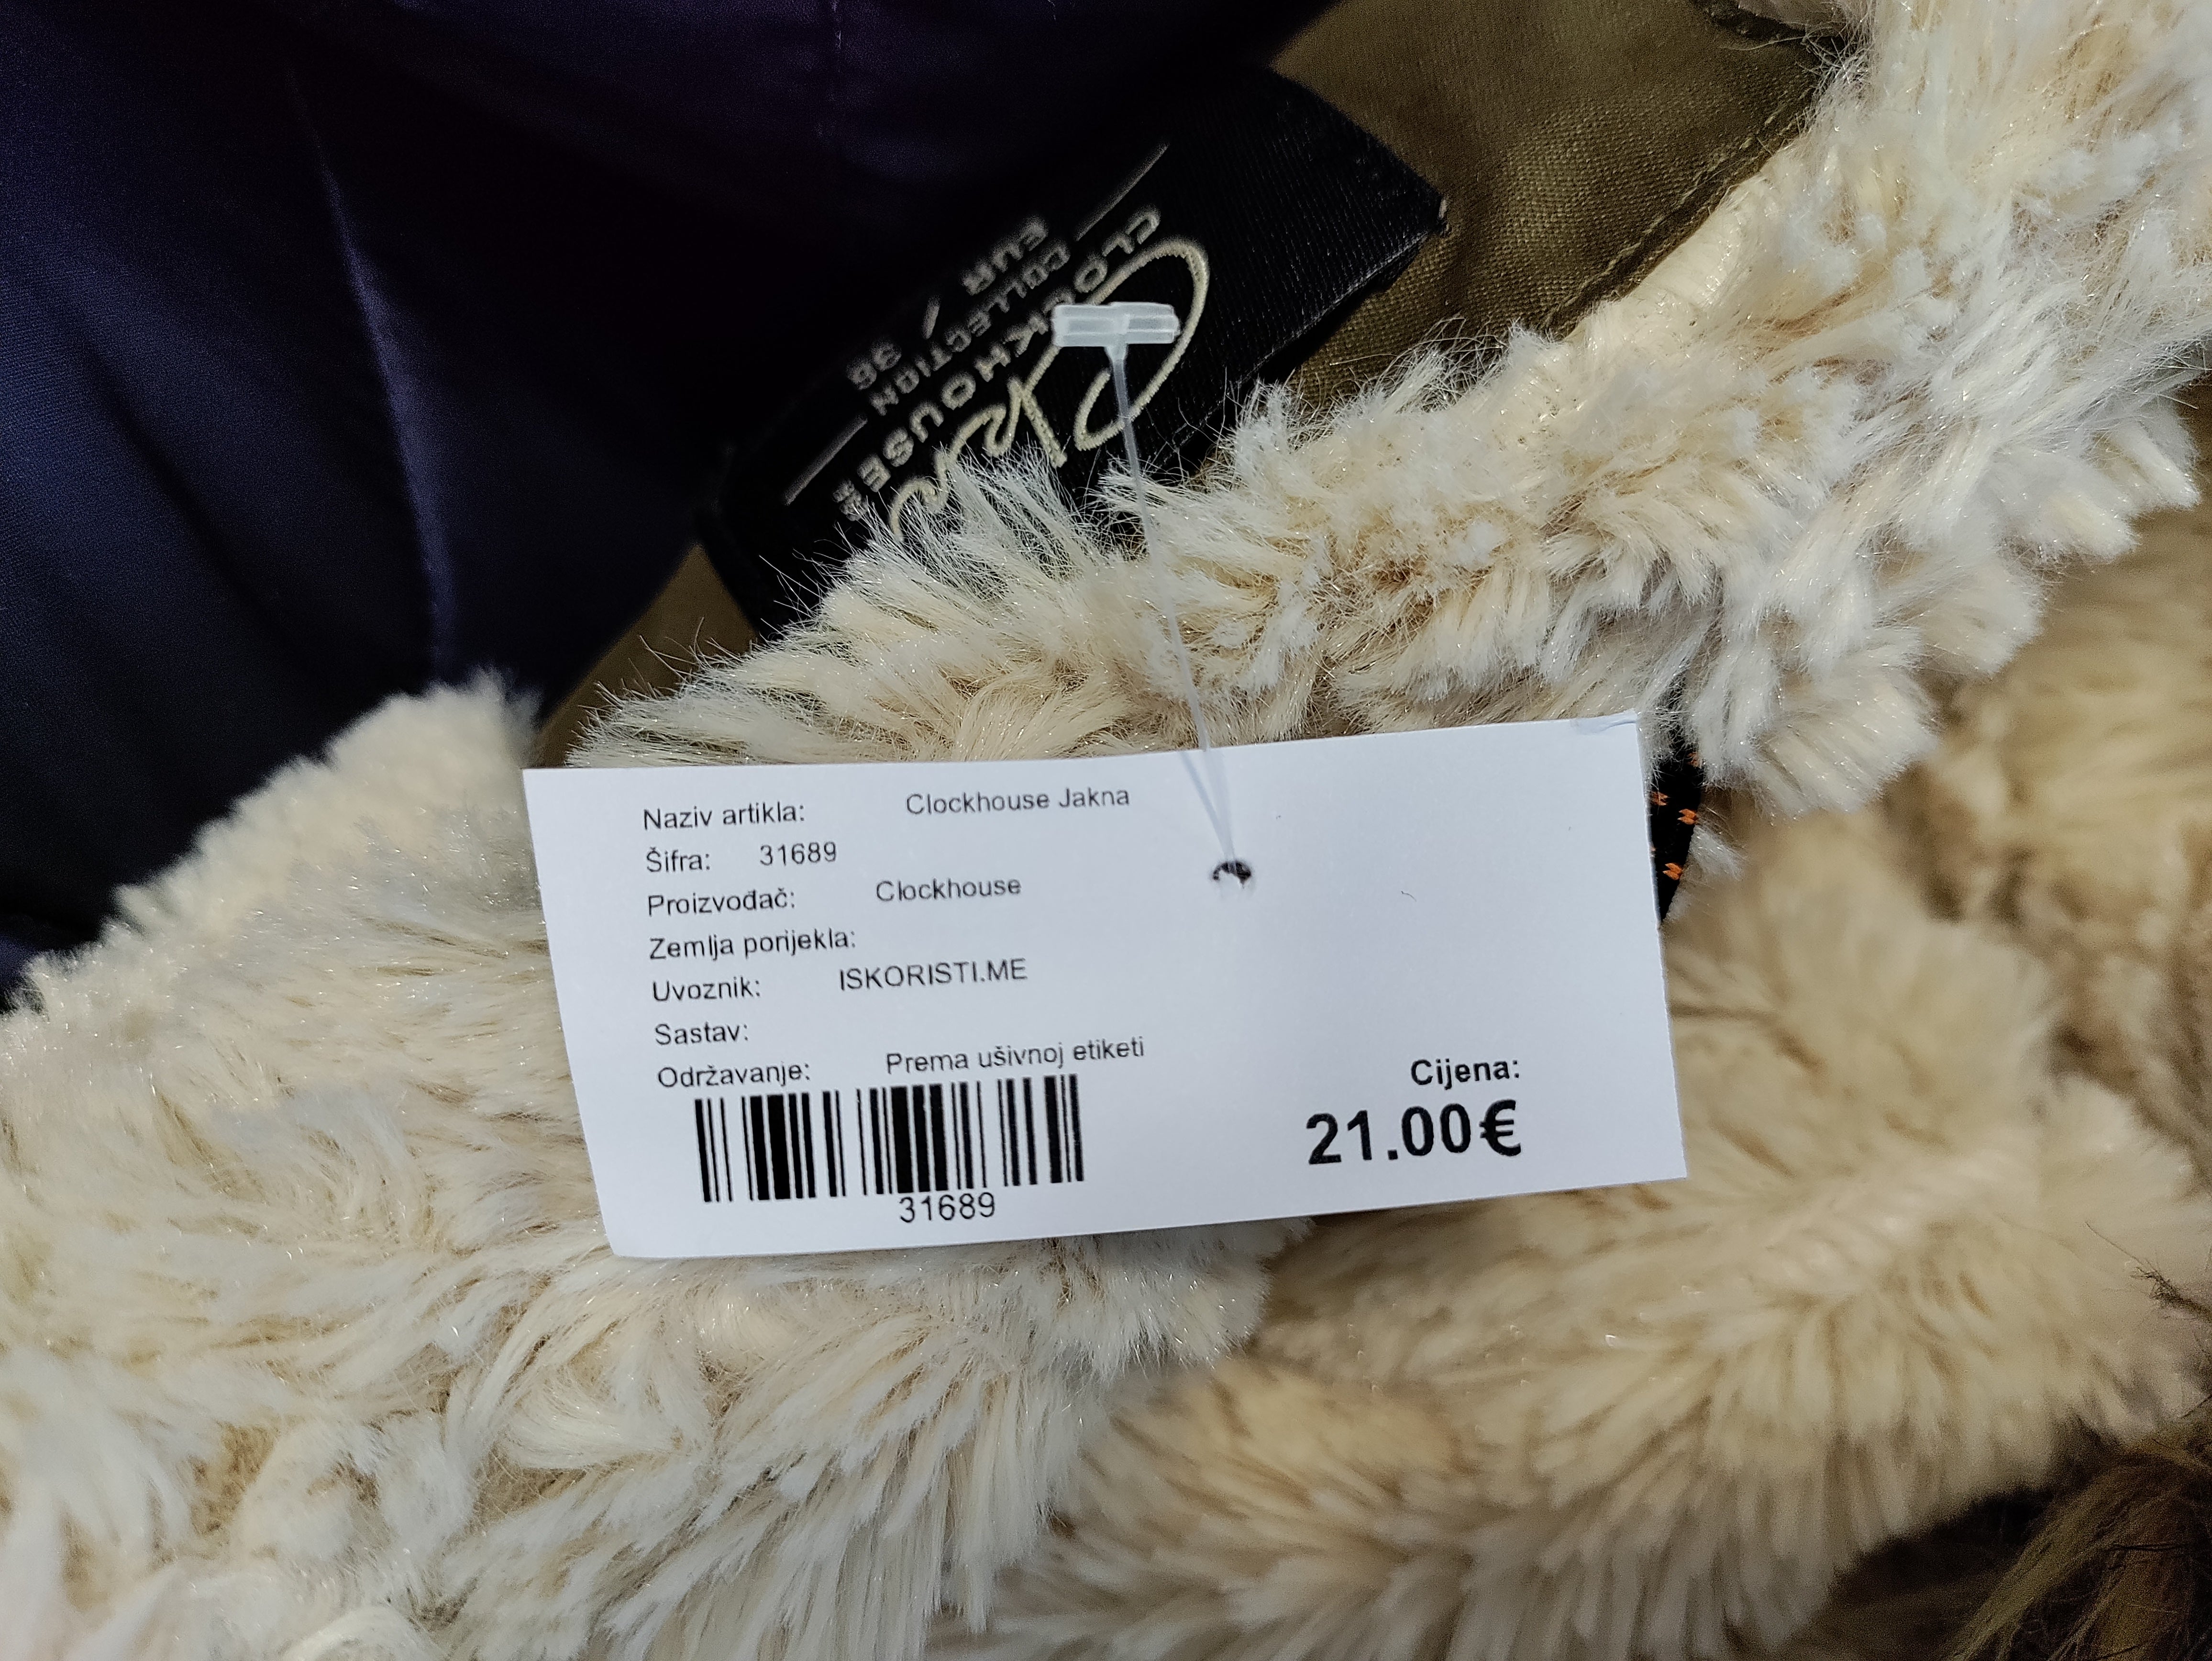 Ckh
CLOCKHOUSE
COLLECTION
EUR / 36
Naziv artikla: Clockhouse Jakna
Šifra: 31689
Proizvođač: Clockhouse
Zemlja porijekla:
Uvoznik: ISKORISTI.ME
Sastav:
Održavanje: Prema ušivnoj etiketi
31689
Cijena:
21.00€